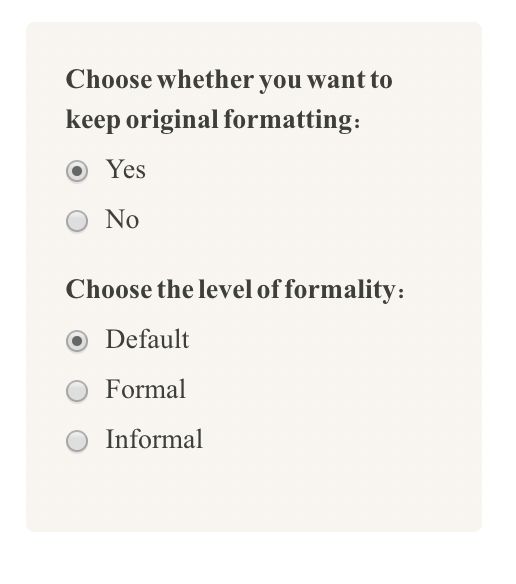 Choose whether you want to
keep original formatting:
Yes
No
Choose the level of formality:
Default
Formal
Informal